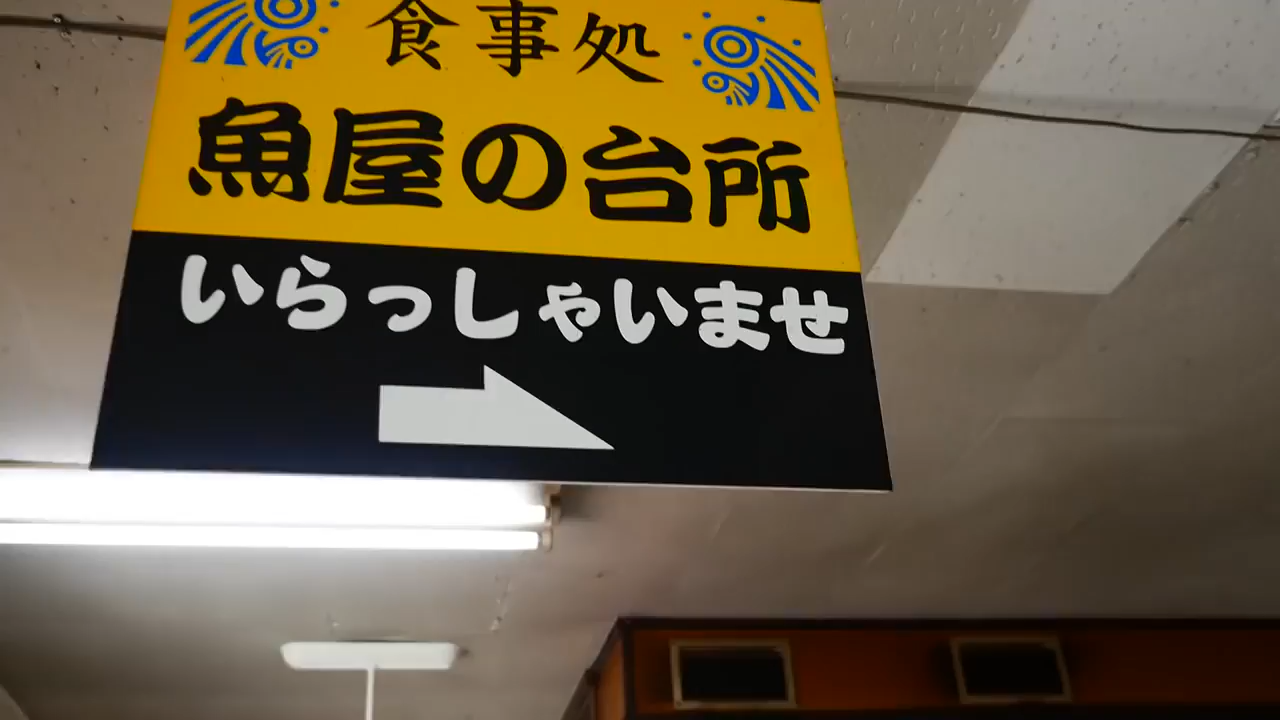 食事処
魚屋の台所
いらっしゃいませ